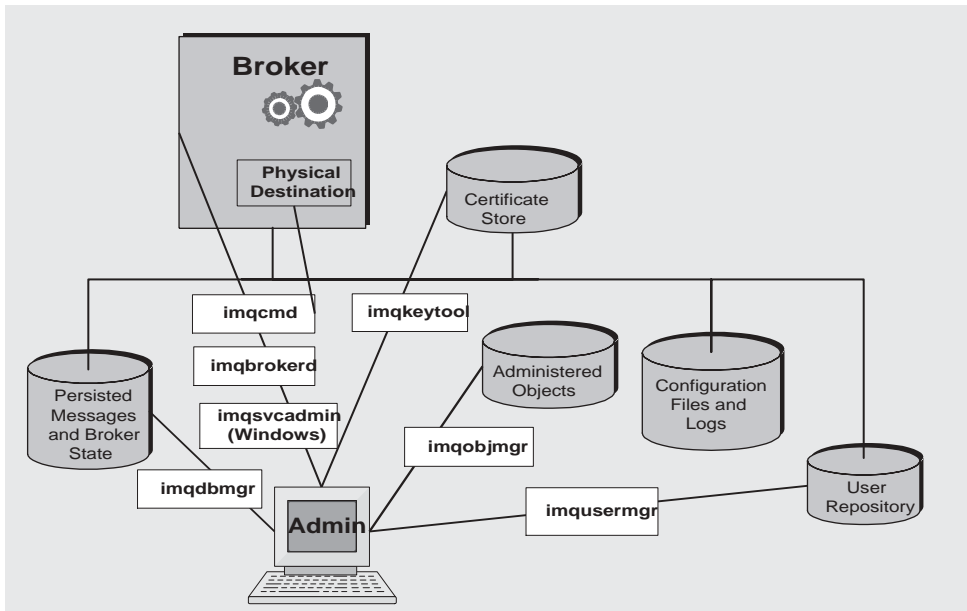 Broker
Physical
Destination
Certificate
Store
imqcmd
imqkeytool
imqbrokerd
Administered
Objects
Configuration
Files and
Logs
Persisted
Messages
and Broker
State
imqsvcadmin
(Windows)
imqobjmgr
imqdbmgr
imqusermgr
User
Repository
Admin